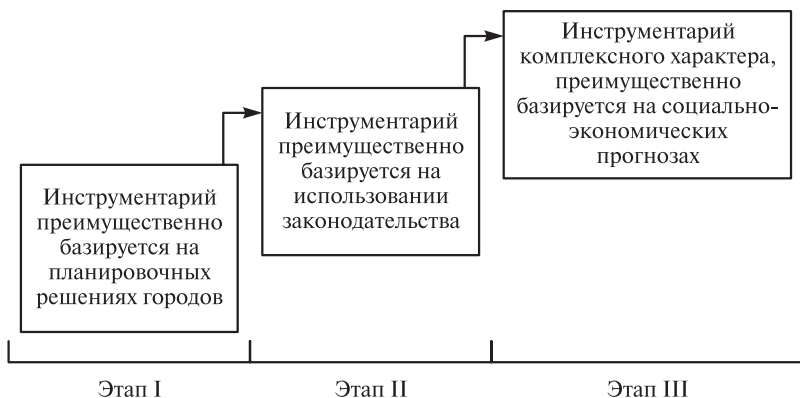 Инструментарий
преимущественно
базируется на
планировочных
решениях городов
Инструментарий
преимущественно
базируется на
использовании
законодательства
Инструментарий
комплексного характера,
преимущественно
базируется на социально-
экономических
прогнозах
Этап I
Этап II
Этап III